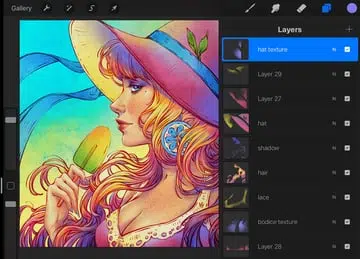 Gallery
Layers
hat texture N
Layer 29 N
Layer 27 N
hat N
shadow N
hair N
lace N
bodice texture N
Layer 28 N